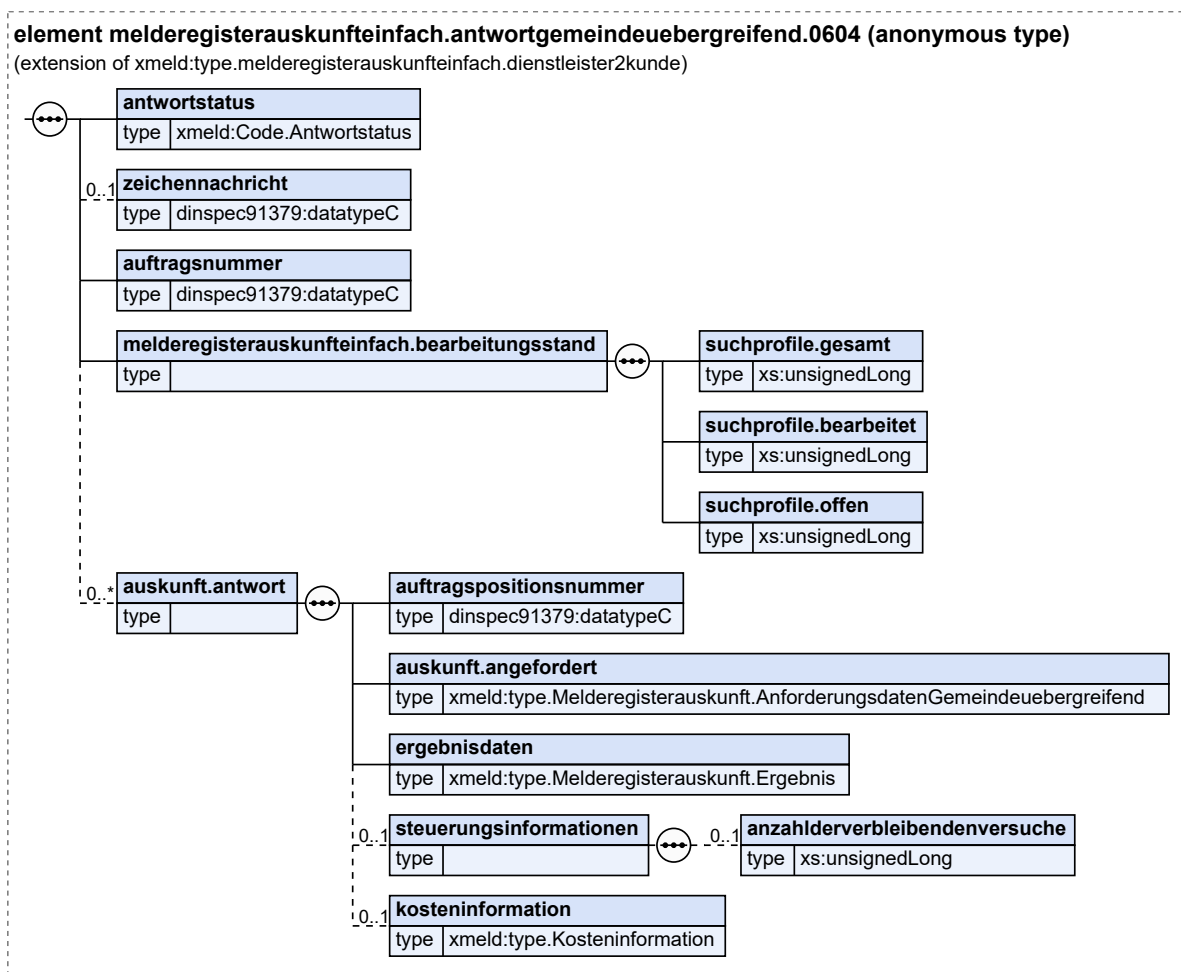 element melderegisterauskunfteinfach.antwortgemeindeuebergreifend.0604 (anonymous type)
(extension of xmeld:type.melderegisterauskunfteinfach.dienstleister2kunde)
antwortstatus
type xmeld:Code.Antwortstatus
0..1 zeichennachricht
type dinspec91379:datatypeC
auftragsnummer
type dinspec91379:datatypeC
melderegisterauskunfteinfach.bearbeitungsstand
type
suchprofile.gesamt
type xs:unsignedLong
suchprofile.bearbeitet
type xs:unsignedLong
suchprofile.offen
type xs:unsignedLong
0..* auskunft.antwort
type
auftragspositionsnummer
type dinspec91379:datatypeC
auskunft.angefordert
type xmeld:type.Melderegisterauskunft.AnforderungsdatenGemeindeuebergreifend
ergebnisdaten
type xmeld:type.Melderegisterauskunft.Ergebnis
0..1 steuerungsinformationen
type
0..1 anzahlderverbleibendenversuche
type xs:unsignedLong
0..1 kosteninformation
type xmeld:type.Kosteninformation